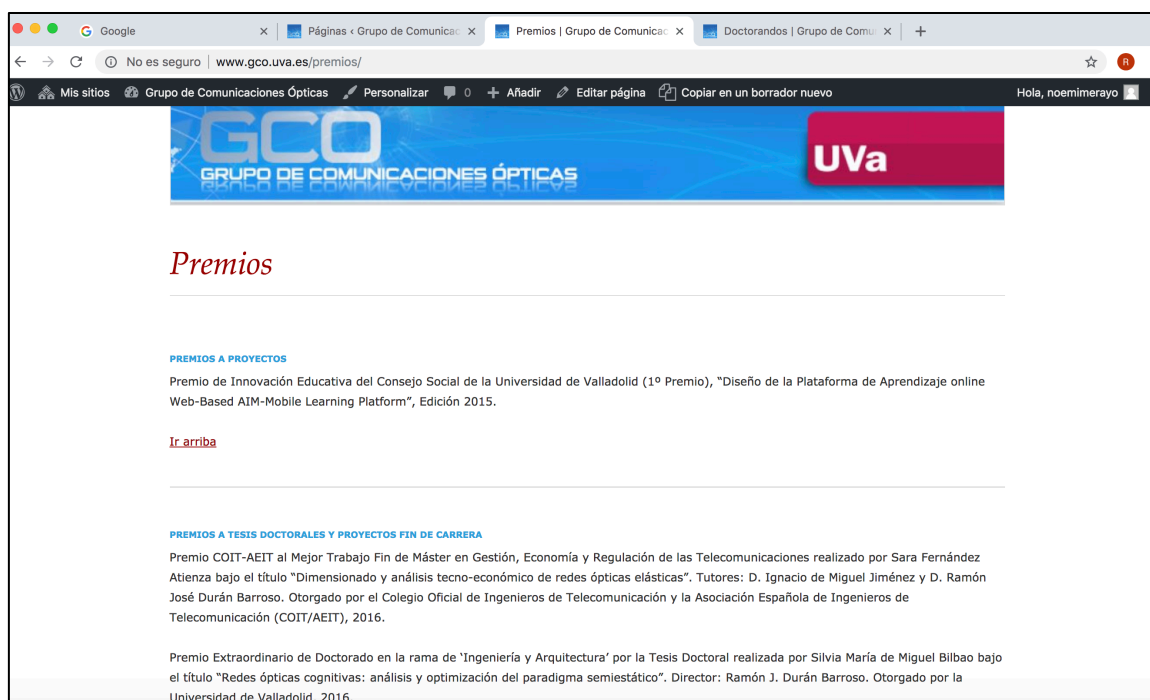 Google
Páginas ‹ Grupo de Comunicac
Premios | Grupo de Comunicac
Doctorandos | Grupo de Comu
No es seguro | www.gco.uva.es/premios/
R
Mis sitios Grupo de Comunicaciones Ópticas Personalizar 0 + Añadir Editar página Copiar en un borrador nuevo Hola, noemimerayo
GCO
GRUPO DE COMUNICACIONES ÓPTICAS
UVa
Premios
PREMIOS A PROYECTOS
Premio de Innovación Educativa del Consejo Social de la Universidad de Valladolid (1º Premio), “Diseño de la Plataforma de Aprendizaje online
Web-Based AIM-Mobile Learning Platform”, Edición 2015.
Ir arriba
PREMIOS A TESIS DOCTORALES Y PROYECTOS FIN DE CARRERA
Premio COIT-AEIT al Mejor Trabajo Fin de Máster en Gestión, Economía y Regulación de las Telecomunicaciones realizado por Sara Fernández
Atienza bajo el título “Dimensionado y análisis tecno-económico de redes ópticas elásticas”. Tutores: D. Ignacio de Miguel Jiménez y D. Ramón
José Durán Barroso. Otorgado por el Colegio Oficial de Ingenieros de Telecomunicación y la Asociación Española de Ingenieros de
Telecomunicación (COIT/AEIT), 2016.
Premio Extraordinario de Doctorado en la rama de ‘Ingeniería y Arquitectura’ por la Tesis Doctoral realizada por Silvia María de Miguel Bilbao bajo
el título “Redes ópticas cognitivas: análisis y optimización del paradigma semiestático”. Director: Ramón J. Durán Barroso. Otorgado por la
Universidad de Valladolid, 2016.